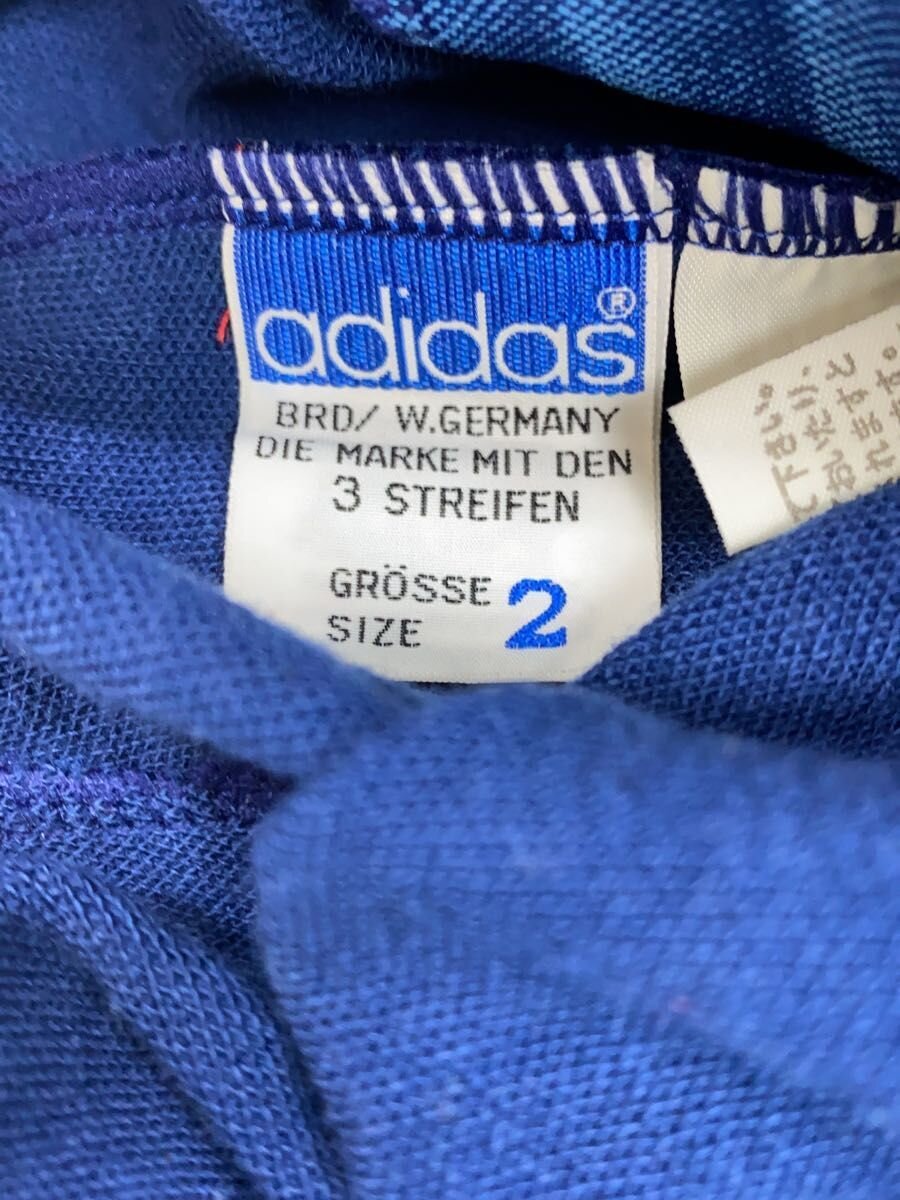 adidas®
BRD/ W.GERMANY
DIE MARKE MIT DEN
3 STREIFEN
GRÖSSE 2
SIZE